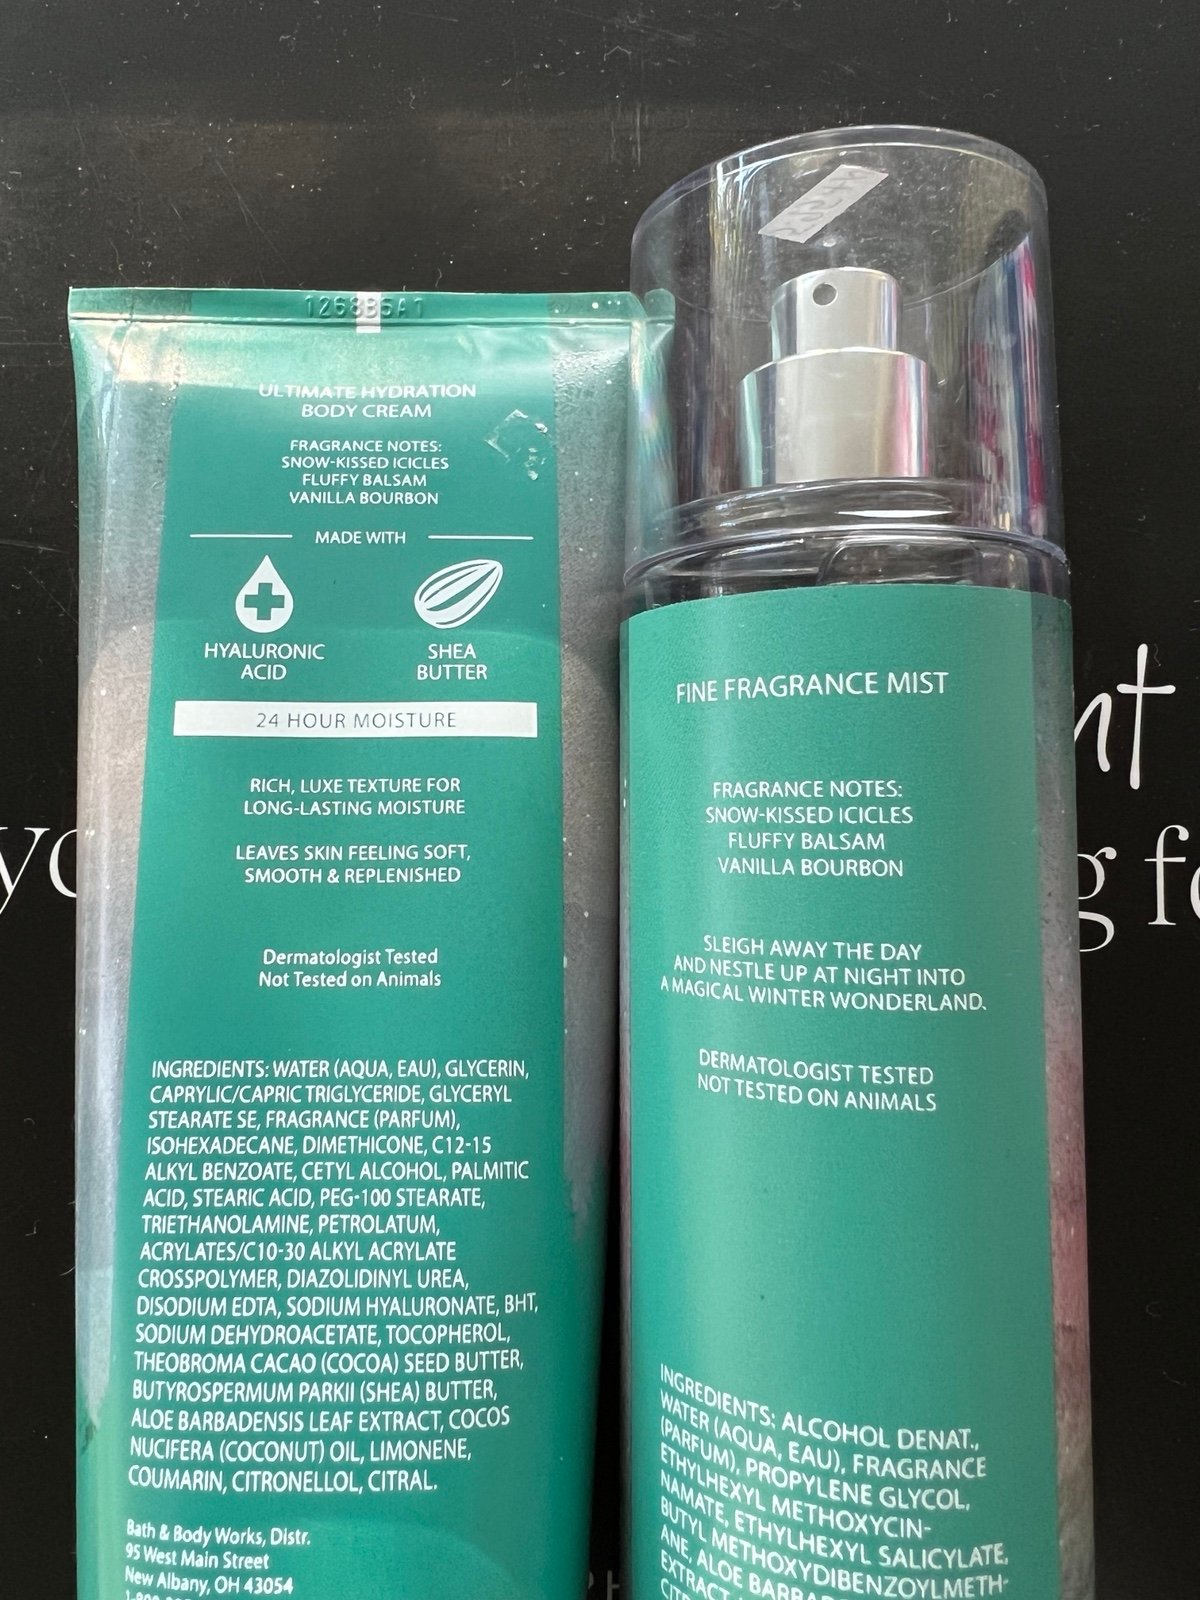 126885A1
ULTIMATE HYDRATION
BODY CREAM
FRAGRANCE NOTES:
SNOW-KISSED ICICLES
FLUFFY BALSAM
VANILLA BOURBON
MADE WITH
HYALURONIC
ACID
SHEA
BUTTER
24 HOUR MOISTURE
RICH, LUXE TEXTURE FOR
LONG-LASTING MOISTURE
LEAVES SKIN FEELING SOFT,
SMOOTH & REPLENISHED
Dermatologist Tested
Not Tested on Animals
INGREDIENTS: WATER (AQUA, EAU), GLYCERIN,
CAPRYLIC/CAPRIC TRIGLYCERIDE, GLYCERYL
STEARATE SE, FRAGRANCE (PARFUM),
ISOHEXADECANE, DIMETHICONE, C12-15
ALKYL BENZOATE, CETYL ALCOHOL, PALMITIC
ACID, STEARIC ACID, PEG-100 STEARATE,
TRIETHANOLAMINE, PETROLATUM,
ACRYLATES/C10-30 ALKYL ACRYLATE
CROSSPOLYMER, DIAZOLIDINYL UREA,
DISODIUM EDTA, SODIUM HYALURONATE, BHT,
SODIUM DEHYDROACETATE, TOCOPHEROL,
THEOBROMA CACAO (COCOA) SEED BUTTER,
BUTYROSPERMUM PARKII (SHEA) BUTTER,
ALOE BARBADENSIS LEAF EXTRACT, COCOS
NUCIFERA (COCONUT) OIL, LIMONENE,
COUMARIN, CITRONELLOL, CITRAL.
Bath & Body Works, Distr.
95 West Main Street
New Albany, OH 43054
FINE FRAGRANCE MIST
FRAGRANCE NOTES:
SNOW-KISSED ICICLES
FLUFFY BALSAM
VANILLA BOURBON
SLEIGH AWAY THE DAY
AND NESTLE UP AT NIGHT INTO
A MAGICAL WINTER WONDERLAND.
DERMATOLOGIST TESTED
NOT TESTED ON ANIMALS
INGREDIENTS: ALCOHOL DENAT.,
WATER (AQUA, EAU), FRAGRANCE
(PARFUM), PROPYLENE GLYCOL,
ETHYLHEXYL METHOXYCIN-
NAMATE, ETHYLHEXYL SALICYLATE,
BUTYL METHOXYDIBENZOYLMETH-
ANE, ALOE
EXTRACT,